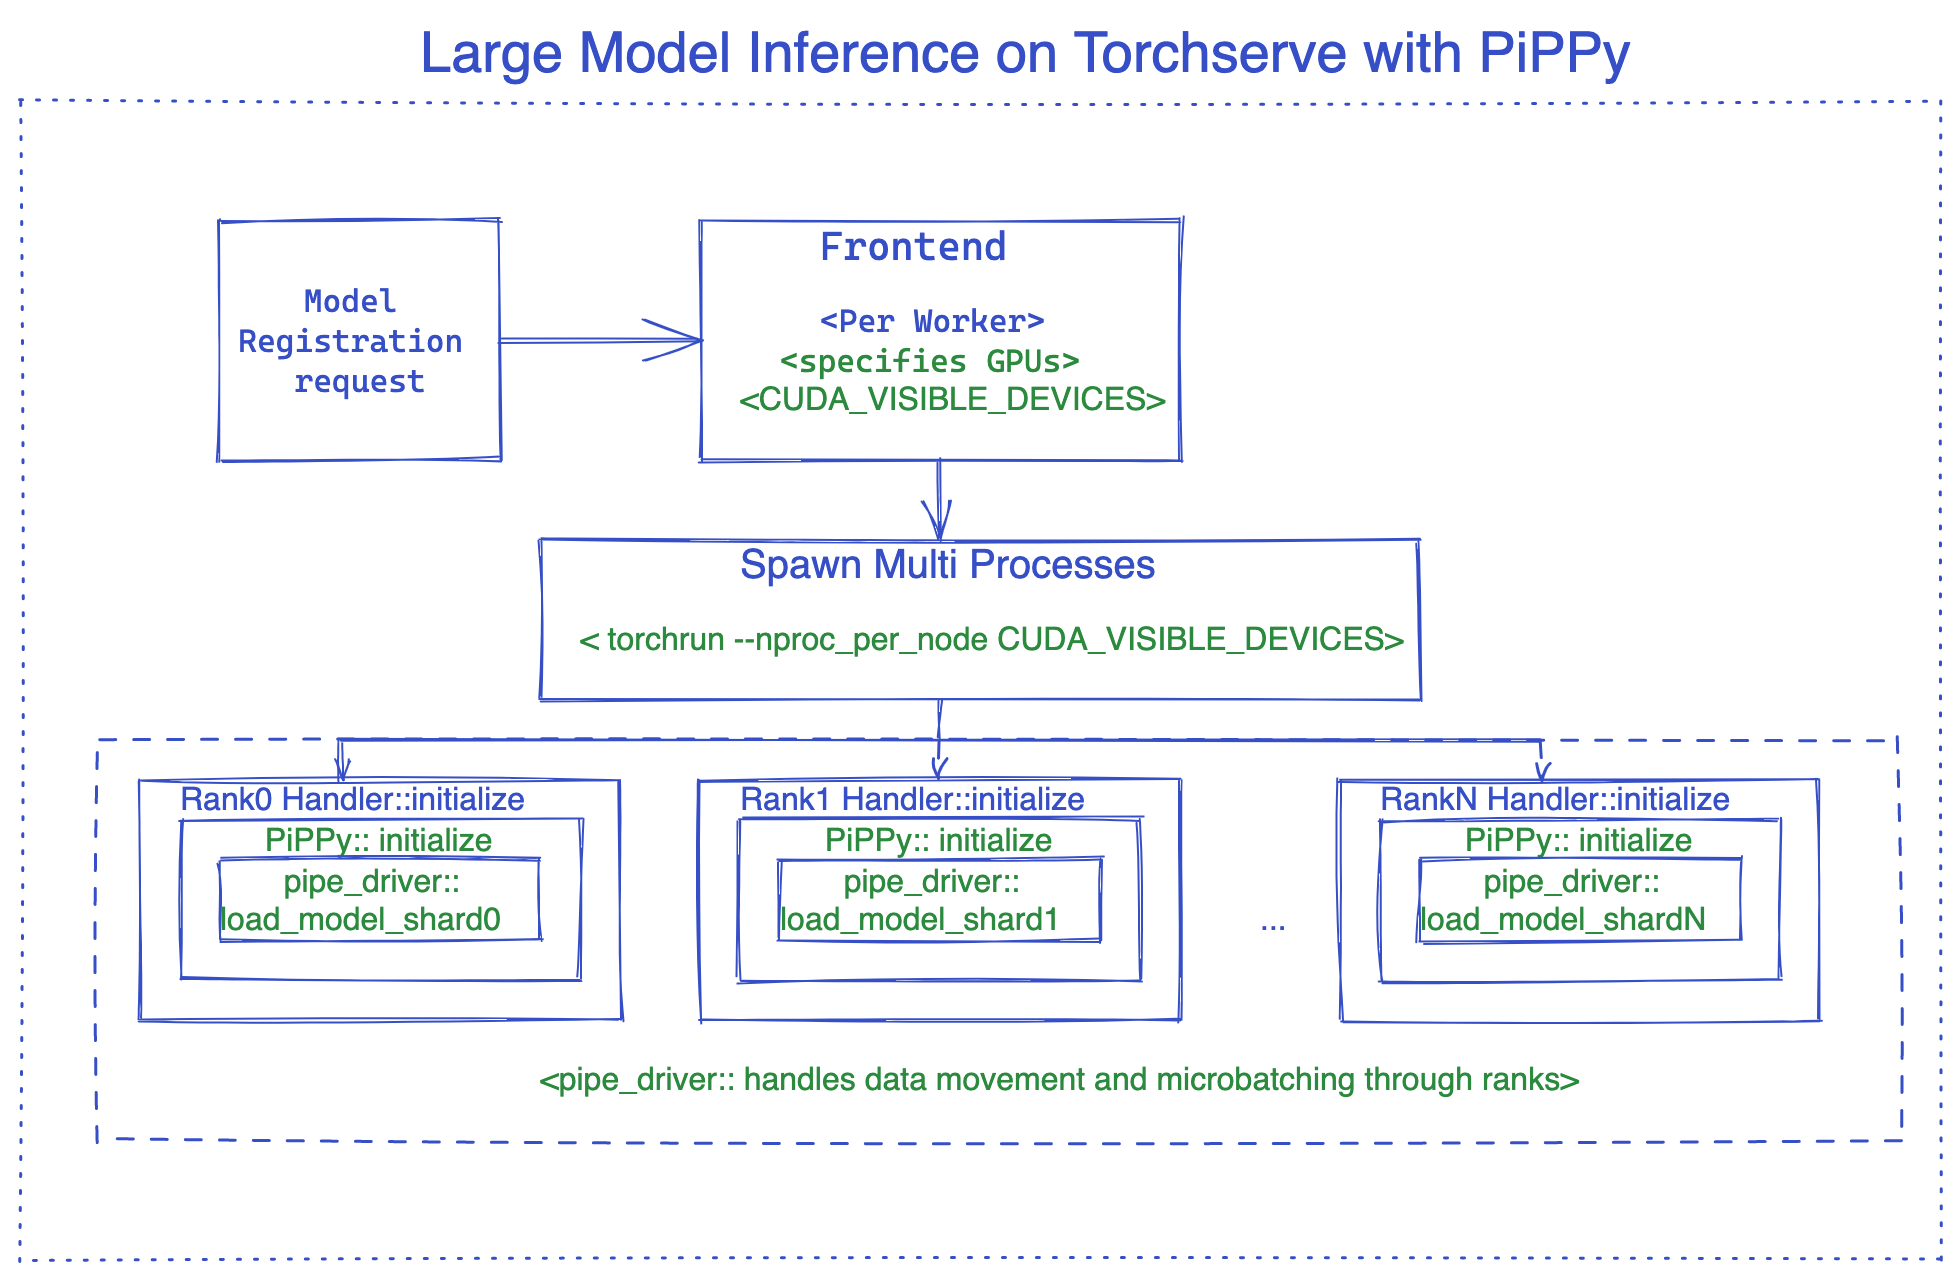 Large Model Inference on Torchserve with PiPPy
Model
Registration
request
Frontend
<Per Worker>
<specifies GPUs>
<CUDA_VISIBLE_DEVICES>
Spawn Multi Processes
< torchrun --nproc_per_node CUDA_VISIBLE_DEVICES>
Rank0 Handler::initialize
PiPPy:: initialize
pipe_driver::
load_model_shard0
Rank1 Handler::initialize
PiPPy:: initialize
pipe_driver::
load_model_shard1
...
RankN Handler::initialize
PiPPy:: initialize
pipe_driver::
load_model_shardN
<pipe_driver:: handles data movement and microbatching through ranks>